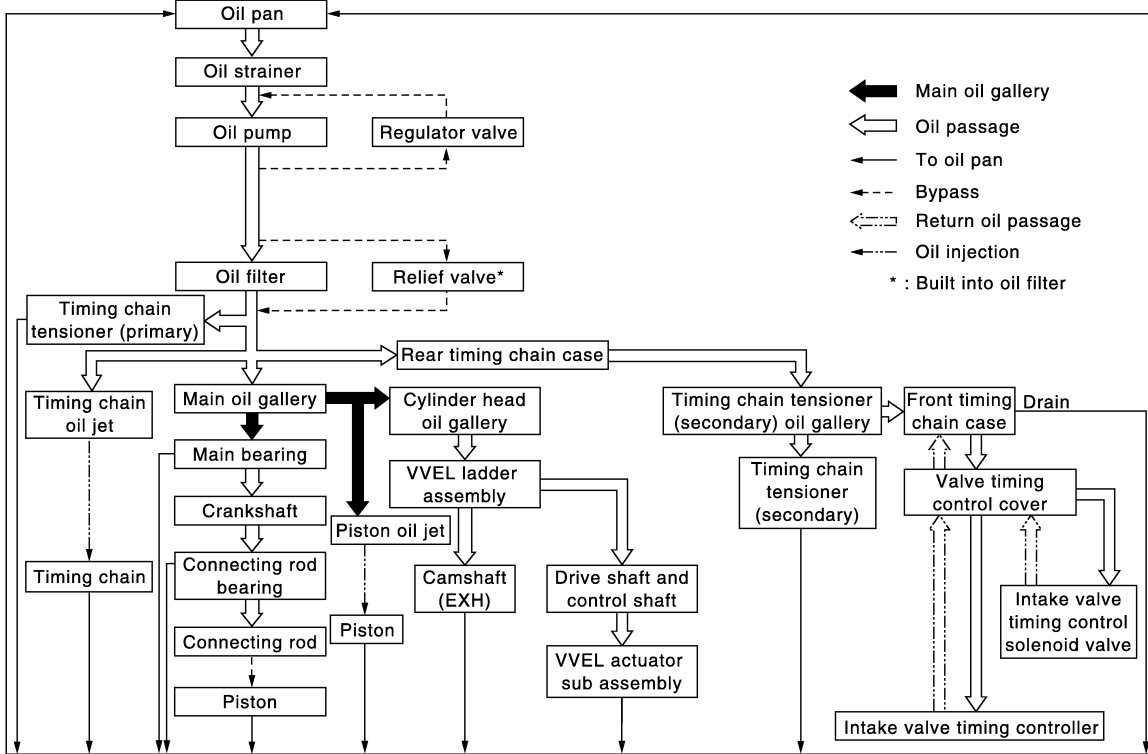 Oil pan
Oil strainer
Oil pump
Regulator valve
Oil filter
Relief valve*
Main oil gallery
Oil passage
To oil pan
Bypass
Return oil passage
Oil injection
* : Built into oil filter
Timing chain
tensioner (primary)
Rear timing chain case
Timing chain
oil jet
Main oil gallery
Cylinder head
oil gallery
Timing chain tensioner
(secondary) oil gallery
Front timing
chain case
Drain
Main bearing
VVEL ladder
assembly
Timing chain
tensioner
(secondary)
Valve timing
control cover
Crankshaft
Piston oil jet
Timing chain
Connecting rod
bearing
Camshaft
(EXH)
Drive shaft and
control shaft
Intake valve
timing control
solenoid valve
Connecting rod
Piston
VVEL actuator
sub assembly
Piston
Intake valve timing controller